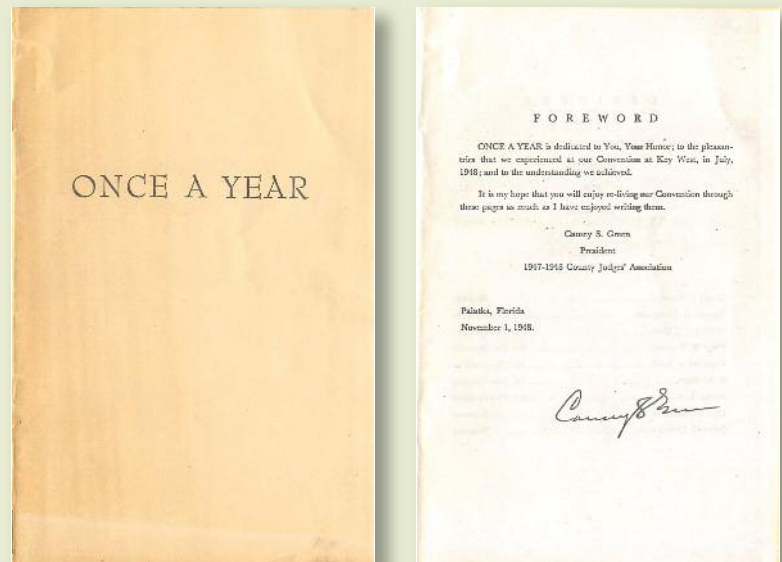 ONCE A YEAR
FOREWORD
ONCE A YEAR is dedicated to You, Your Honor; to the pleasan-
tries that we experienced at our Convention at Key West, in July,
1948; and to the understanding we achieved.
It is my hope that you will enjoy re-living our Convention through
these pages as much as I have enjoyed writing them.
S. Green
President
1947-1948 County Judges' Association
Palatka, Florida
November 1, 1948.